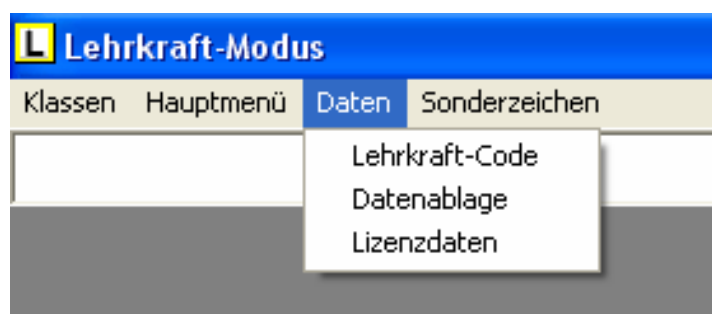 L Lehrkraft-Modus
Klassen Hauptmenü Daten Sonderzeichen
Lehrkraft-Code
Datenablage
Lizenzdaten